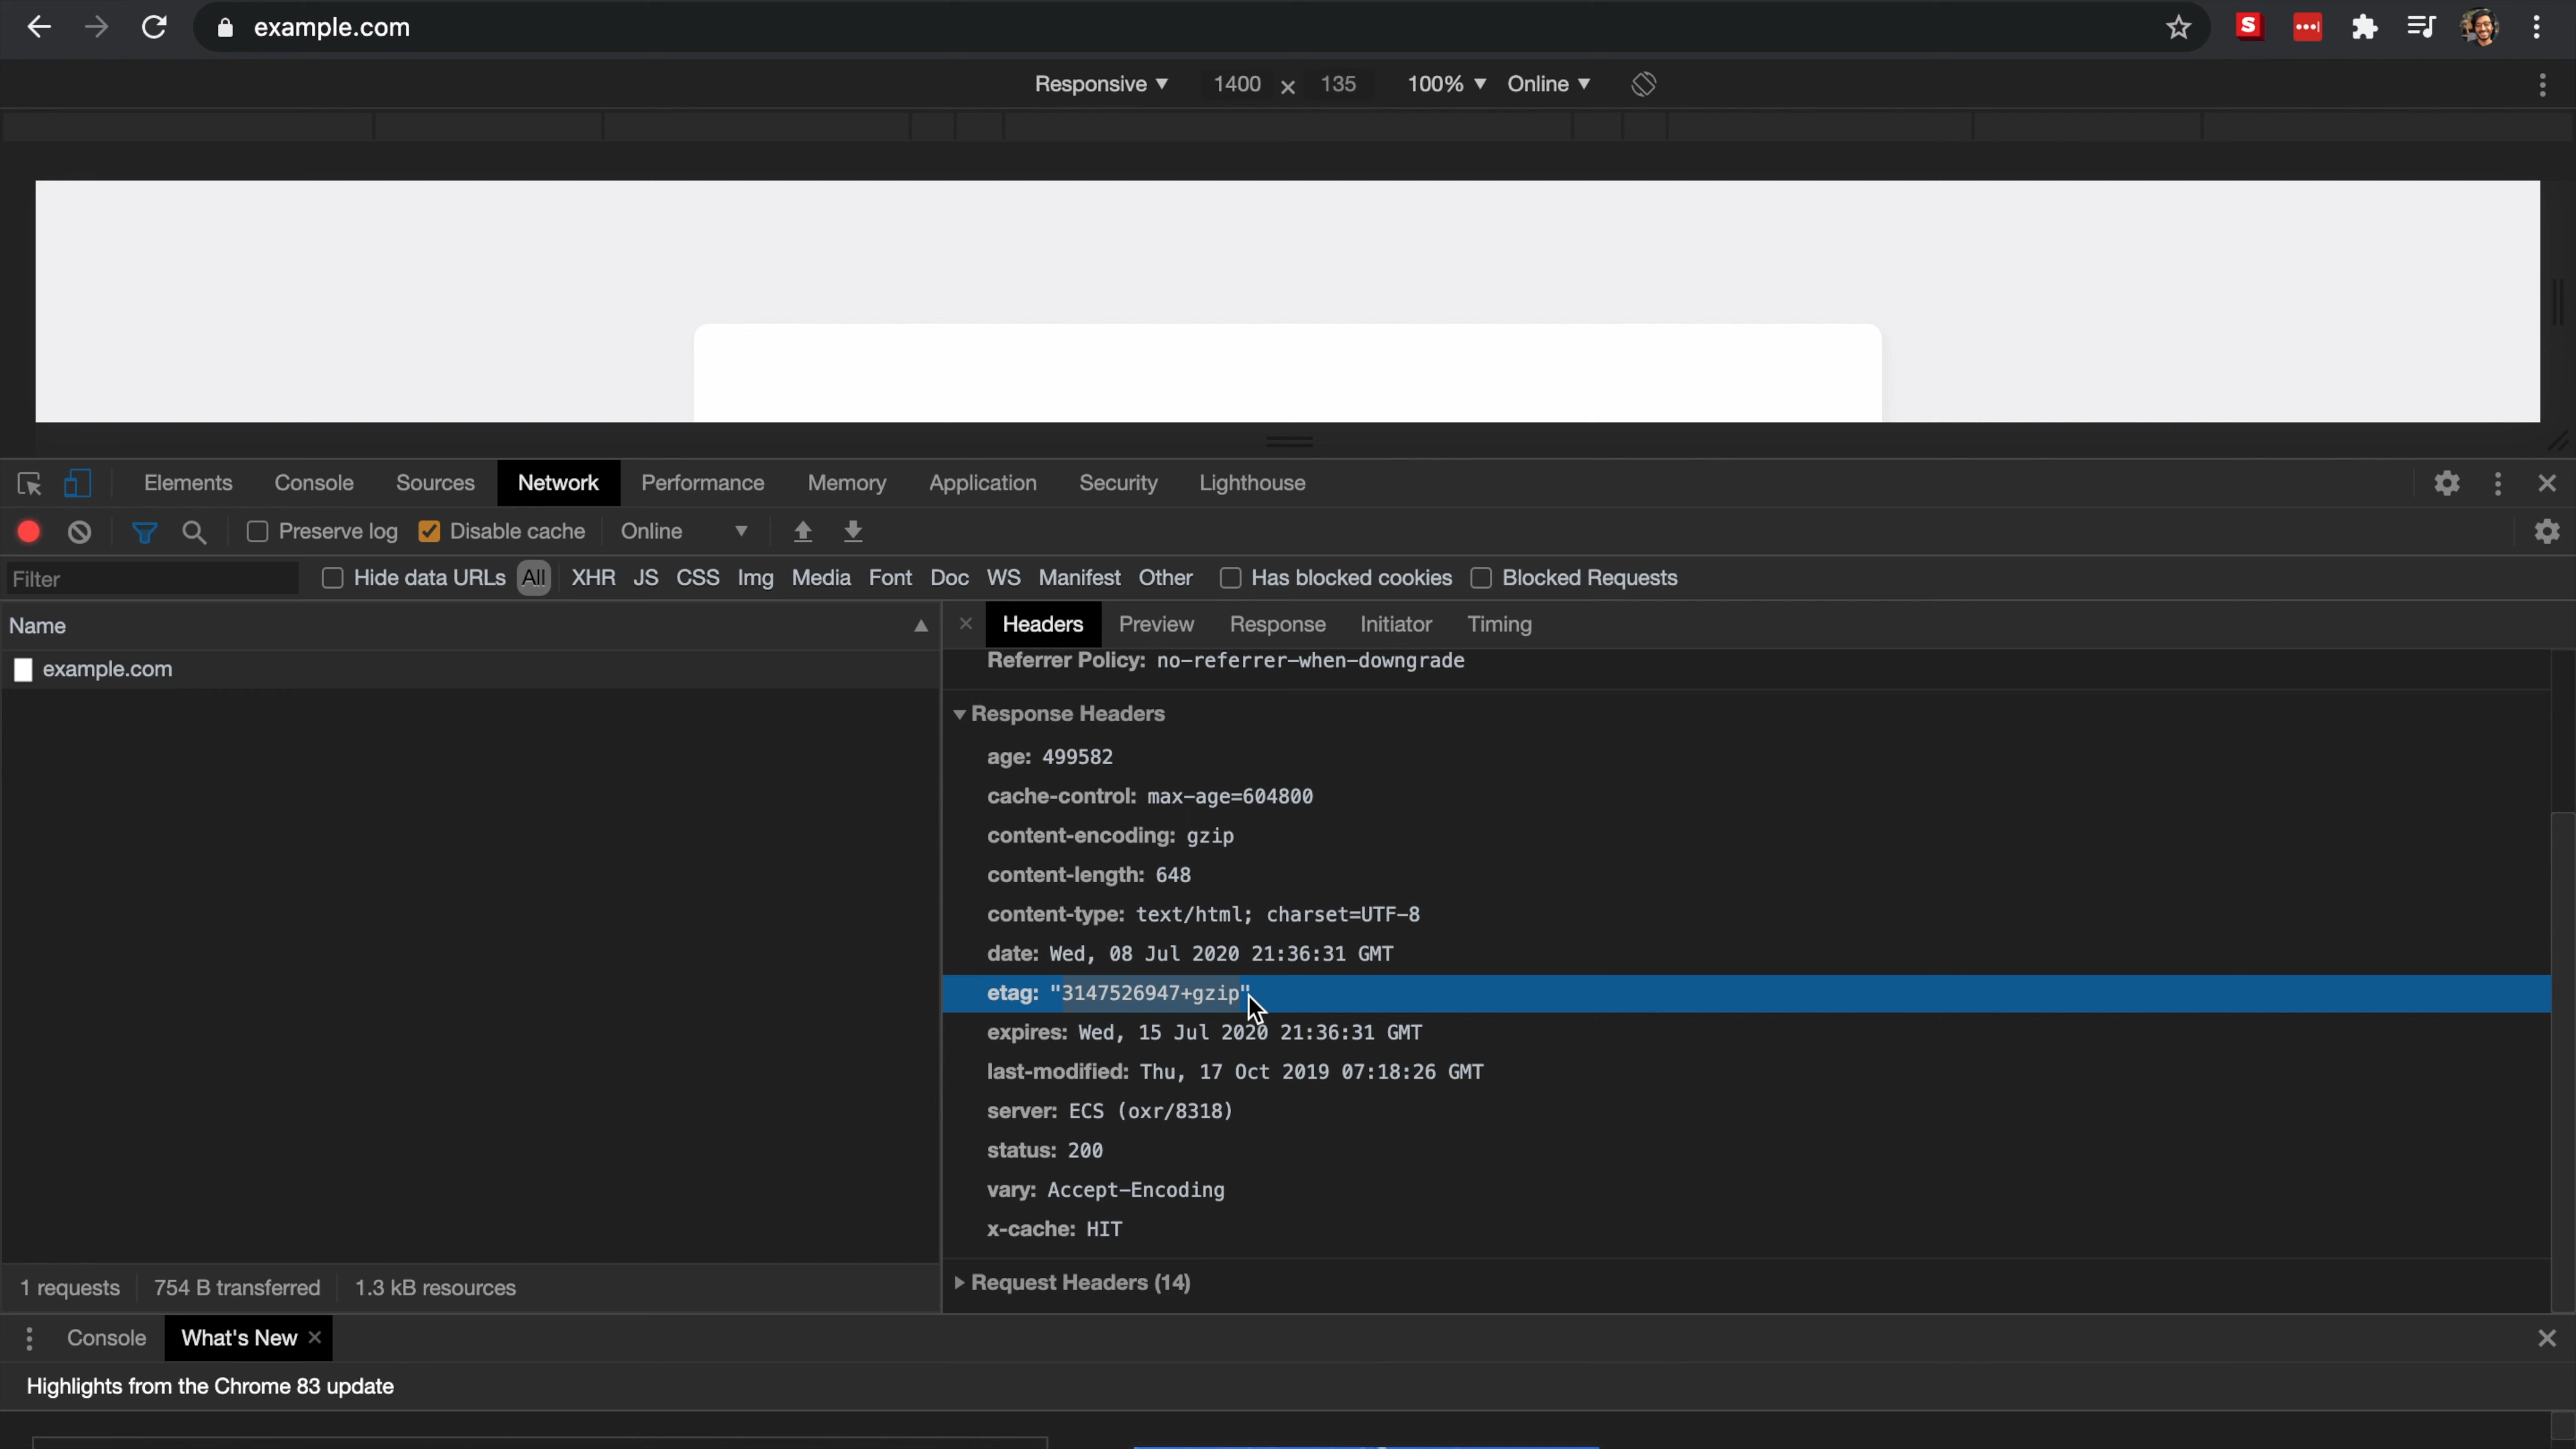 example.com
S
Responsive 1400 × 135 100% Online
Elements Console Sources Network Performance Memory Application Security Lighthouse
Preserve log Disable cache Online
Filter Hide data URLs All XHR JS CSS Img Media Font Doc WS Manifest Other Has blocked cookies Blocked Requests
Name
example.com
Headers Preview Response Initiator Timing
Referrer Policy: no-referrer-when-downgrade
Response Headers
age: 499582
cache-control: max-age=604800
content-encoding: gzip
content-length: 648
content-type: text/html; charset=UTF-8
date: Wed, 08 Jul 2020 21:36:31 GMT
etag: "3147526947+gzip"
expires: Wed, 15 Jul 2020 21:36:31 GMT
last-modified: Thu, 17 Oct 2019 07:18:26 GMT
server: ECS (oxr/8318)
status: 200
vary: Accept-Encoding
x-cache: HIT
Request Headers (14)
1 requests 754 B transferred 1.3 kB resources
Console What's New
Highlights from the Chrome 83 update